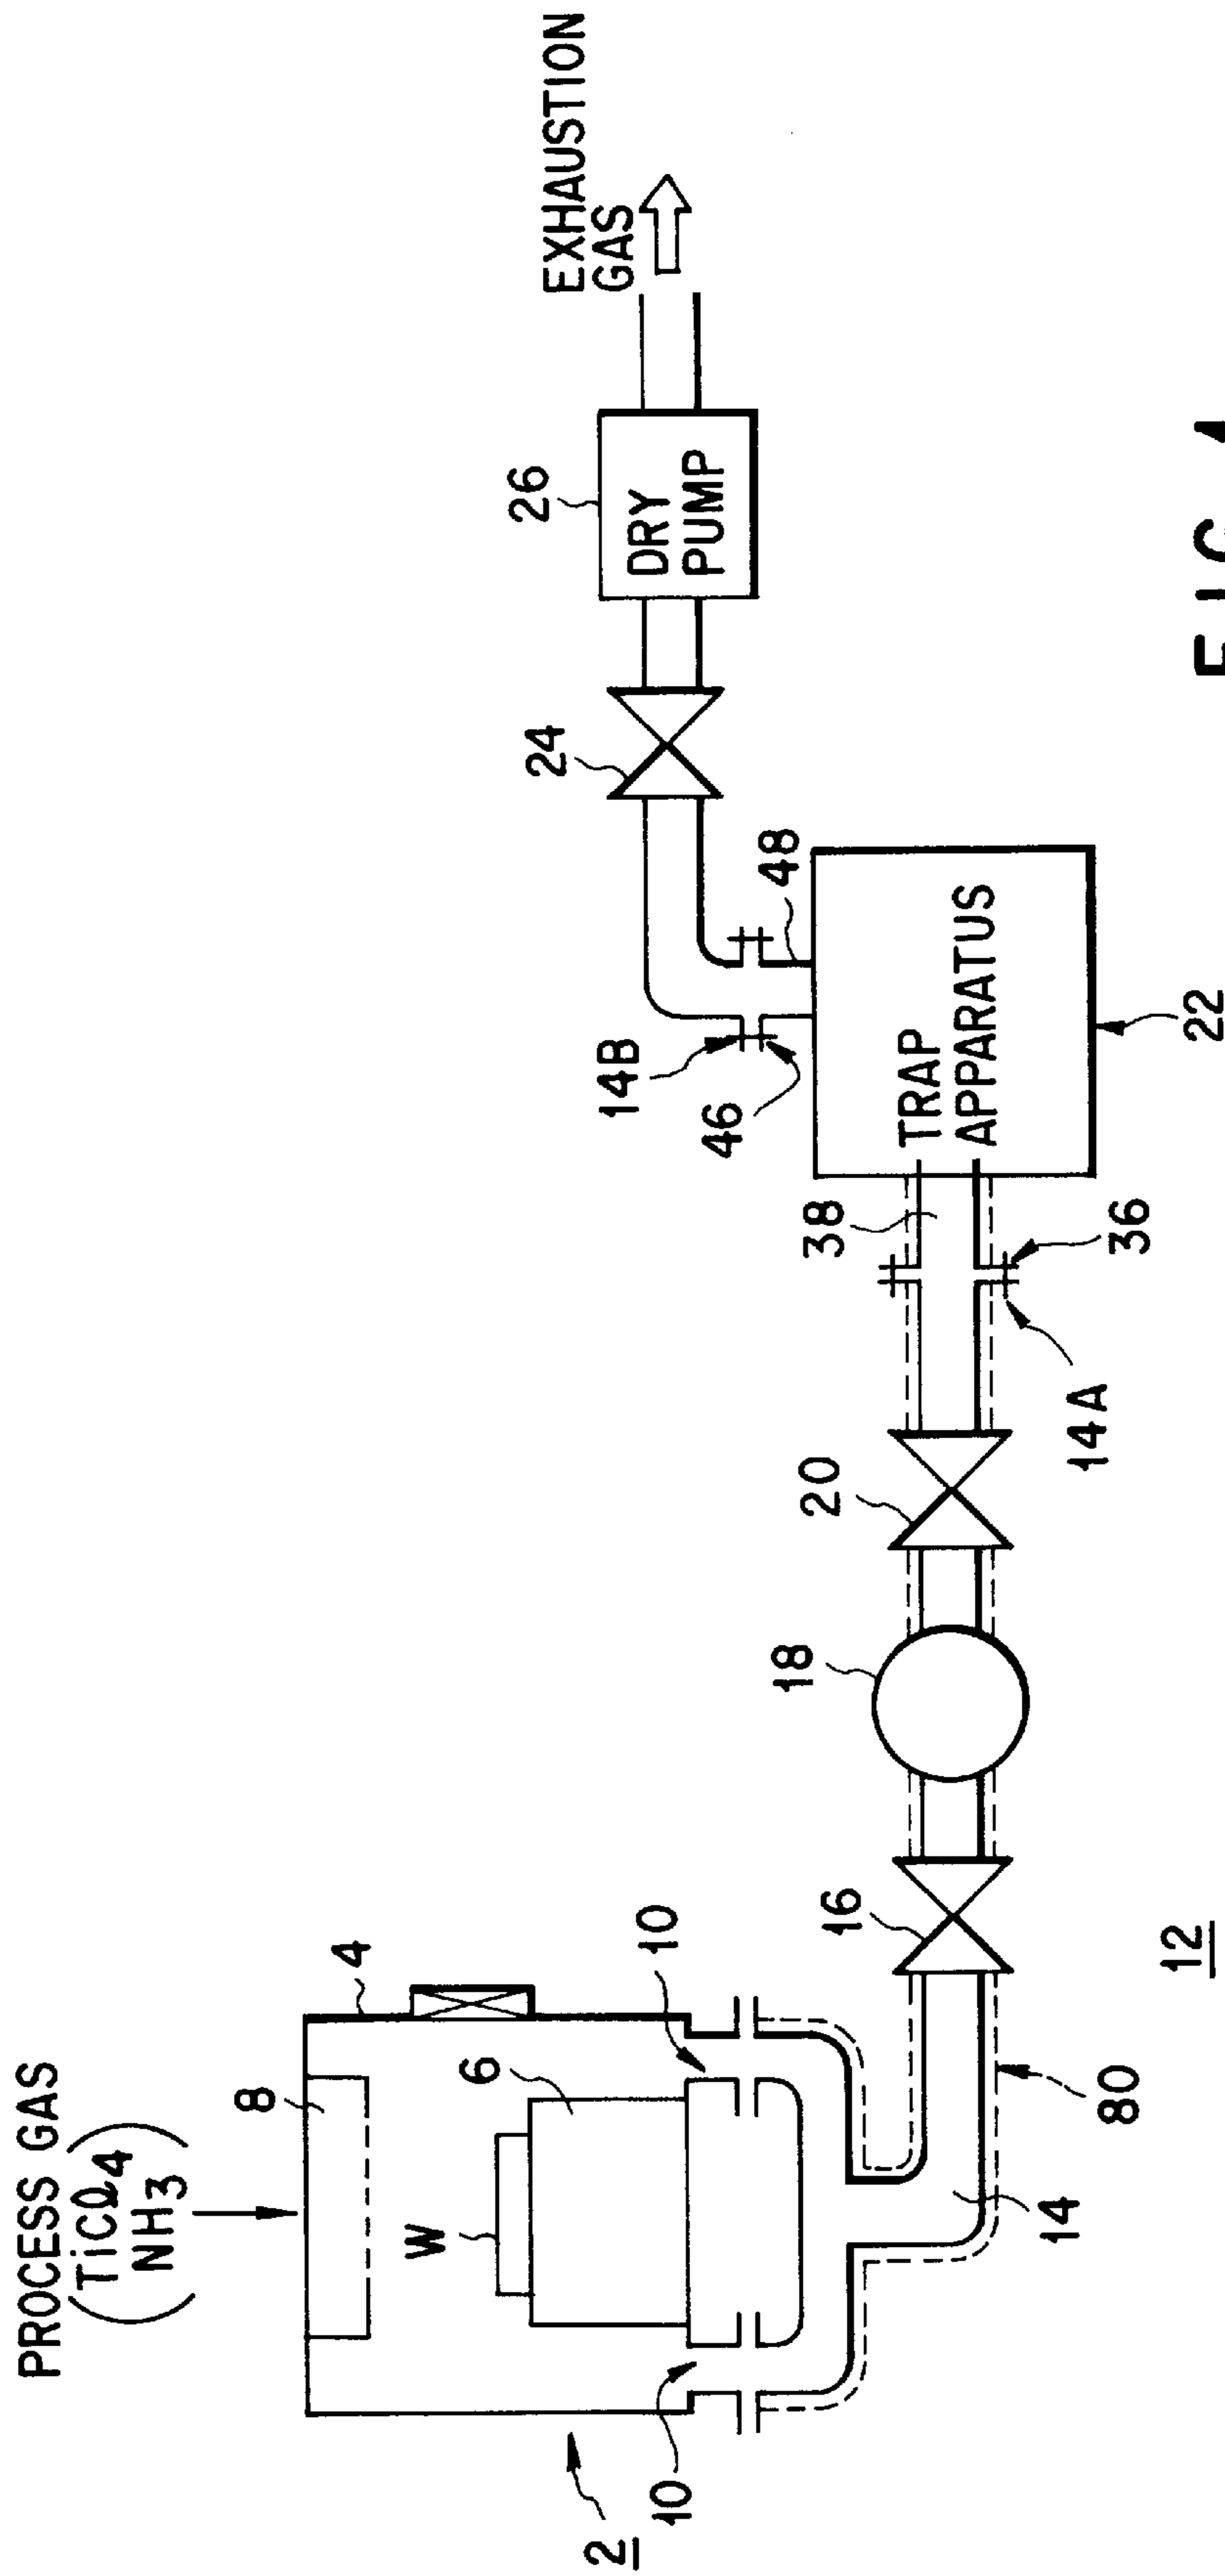 PROCESS GAS
(TiCl4
NH3)
8
4
W
6
10
10
2
14
80
16
12
18
20
14A
36
38
TRAP
APPARATUS
22
48
46
14B
24
26
DRY
PUMP
EXHAUSTION
GAS